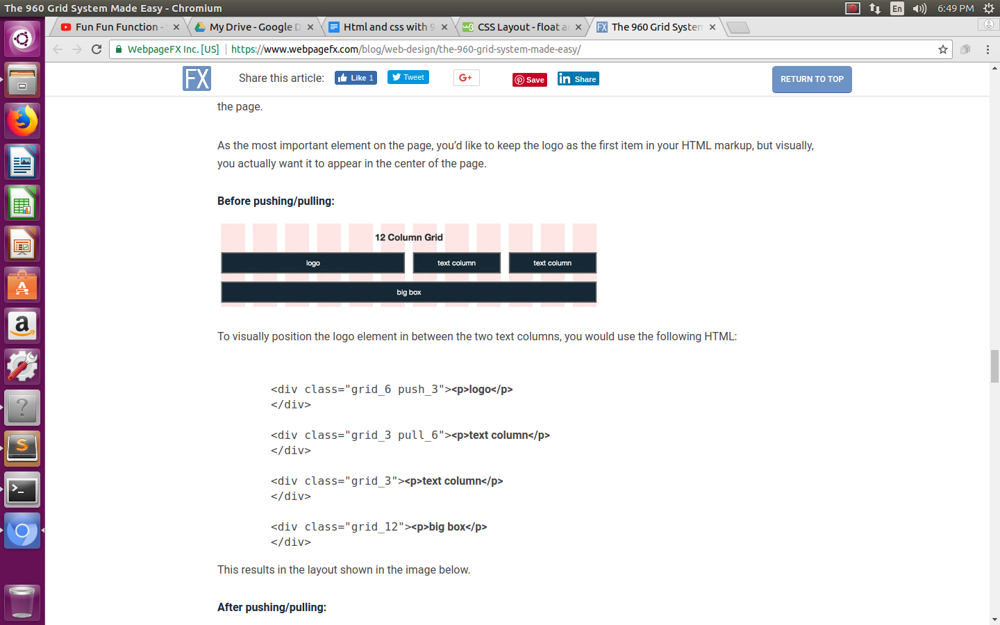 The 960 Grid System Made Easy - Chromium
En
6:49 PM
Fun Fun Function -
My Drive - Google D
Html and css with 9
CSS Layout - float a
The 960 Grid System
WebpageFX Inc. [US]
https://www.webpagefx.com/blog/web-design/the-960-grid-system-made-easy/
FX
Share this article:
Like 1
Tweet
G+
Save
in Share
RETURN TO TOP
the page.
As the most important element on the page, you’d like to keep the logo as the first item in your HTML markup, but visually,
you actually want it to appear in the center of the page.
Before pushing/pulling:
12 Column Grid
logo
text column
text column
big box
To visually position the logo element in between the two text columns, you would use the following HTML:
<div class="grid_6 push_3"><p>logo</p>
</div>
<div class="grid_3 pull_6"><p>text column</p>
</div>
<div class="grid_3"><p>text column</p>
</div>
<div class="grid_12"><p>big box</p>
</div>
This results in the layout shown in the image below.
After pushing/pulling: